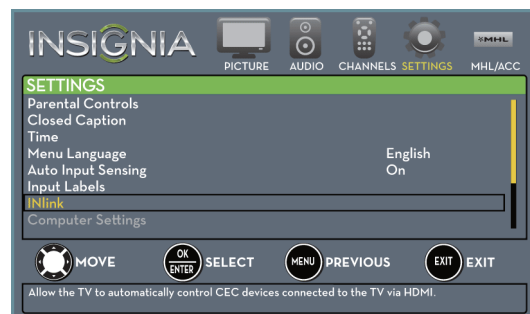 INSIGNIA
PICTURE AUDIO CHANNELS SETTINGS MHL MHL/ACC
SETTINGS
Parental Controls
Closed Caption
Time
Menu Language English
Auto Input Sensing On
Input Labels
INlink
Computer Settings
MOVE OK ENTER SELECT MENU PREVIOUS EXIT EXIT
Allow the TV to automatically control CEC devices connected to the TV via HDMI.